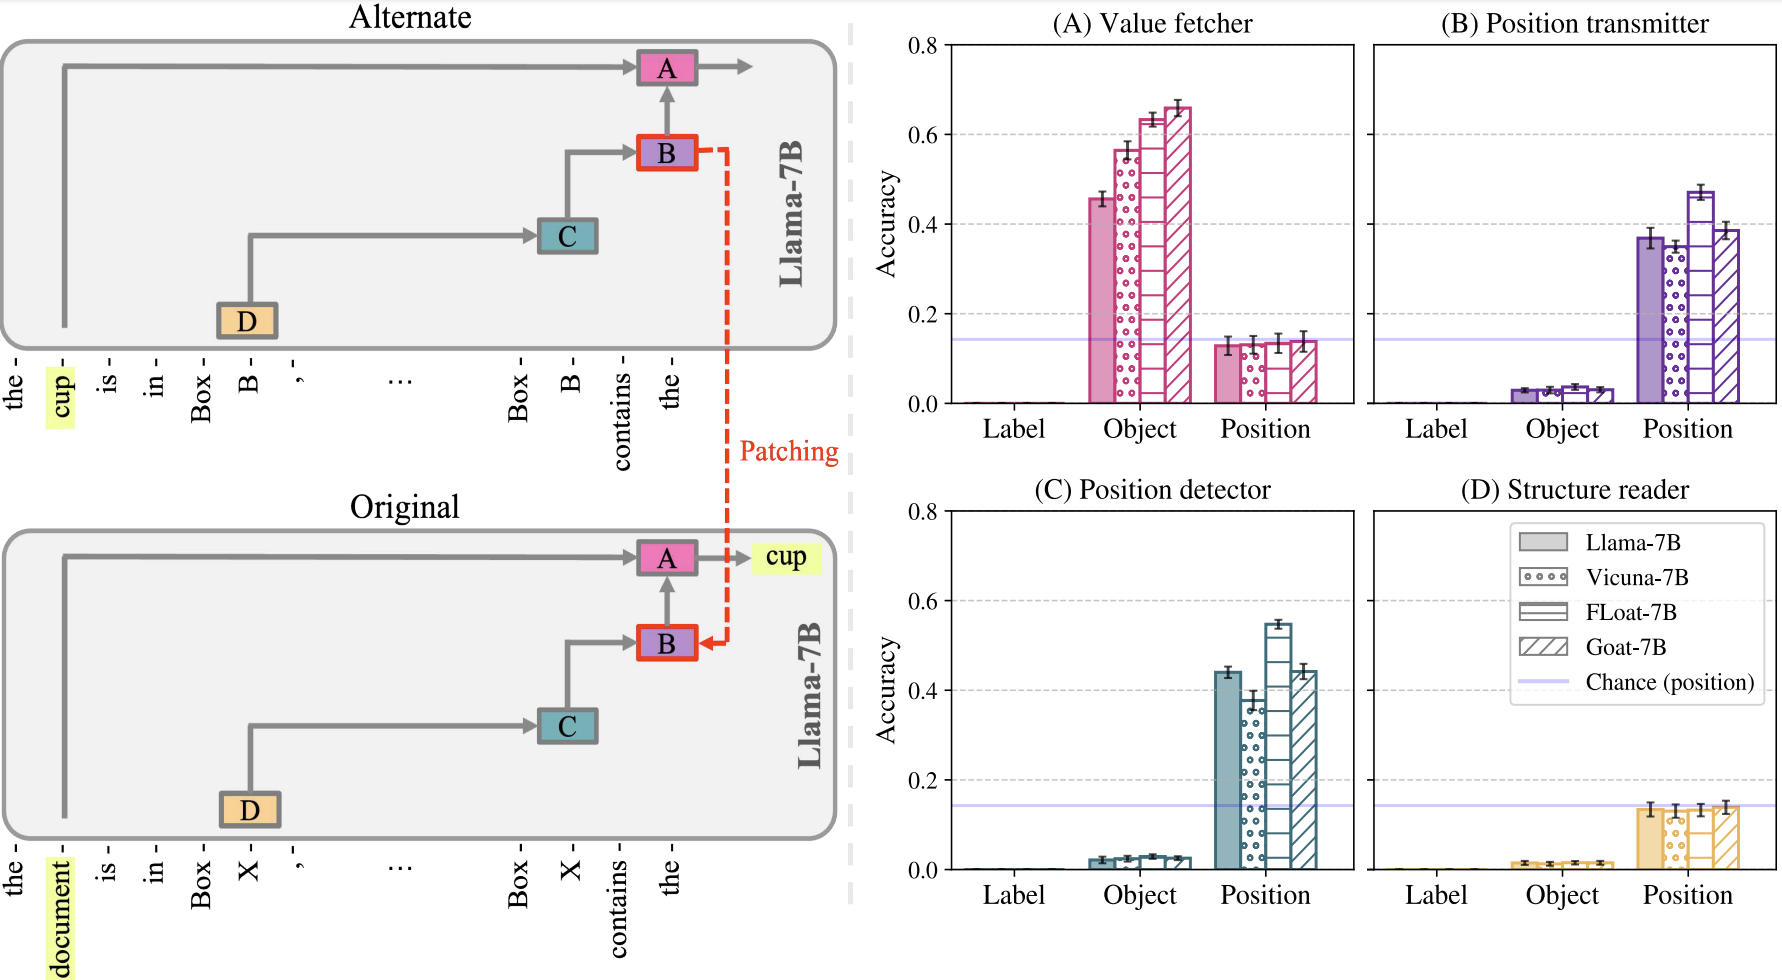 Alternate
A
B
C
D
Llama-7B
the
cup
is
in
Box
B
,
...
Box
B
contains
the
Patching
Original
A
cup
B
C
D
Llama-7B
the
document
is
in
Box
X
,
...
Box
X
contains
the
(A) Value fetcher
Accuracy
0.8
0.6
0.4
0.2
0.0
Label Object Position
(B) Position transmitter
Label Object Position
(C) Position detector
Accuracy
0.8
0.6
0.4
0.2
0.0
Label Object Position
(D) Structure reader
Llama-7B
Vicuna-7B
FLoat-7B
Goat-7B
Chance (position)
Label Object Position